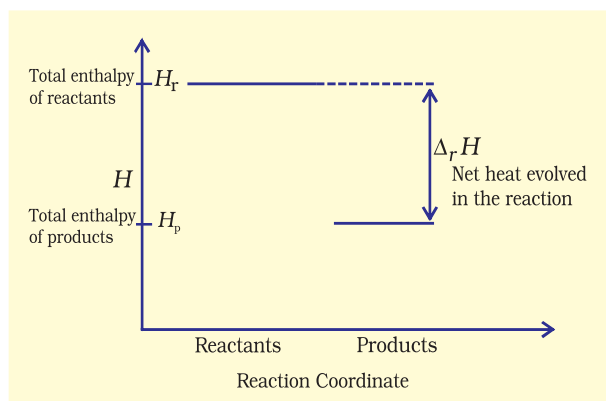 Total enthalpy
of reactants
Hr
ΔrH
Net heat evolved
in the reaction
H
Total enthalpy
of products
Hp
Reactants
Products
Reaction Coordinate